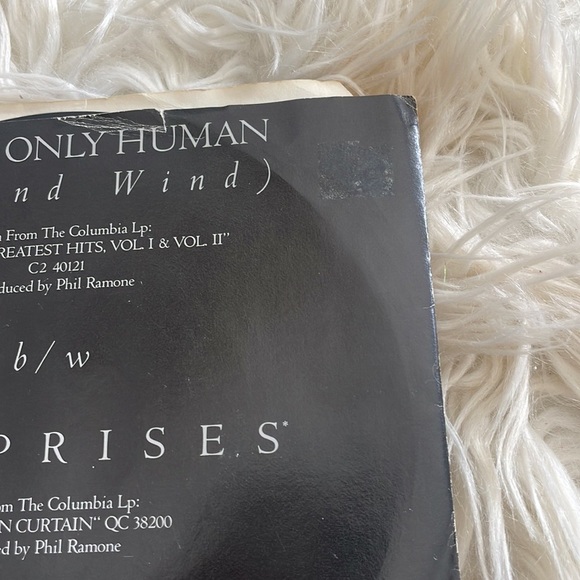 ONLY HUMAN
nd Wind)
n From The Columbia Lp:
REATEST HITS, VOL. I & VOL. II"
C2 40121
duced by Phil Ramone
b/w
PRISES*
rom The Columbia Lp:
N CURTAIN" QC 38200
ed by Phil Ramone